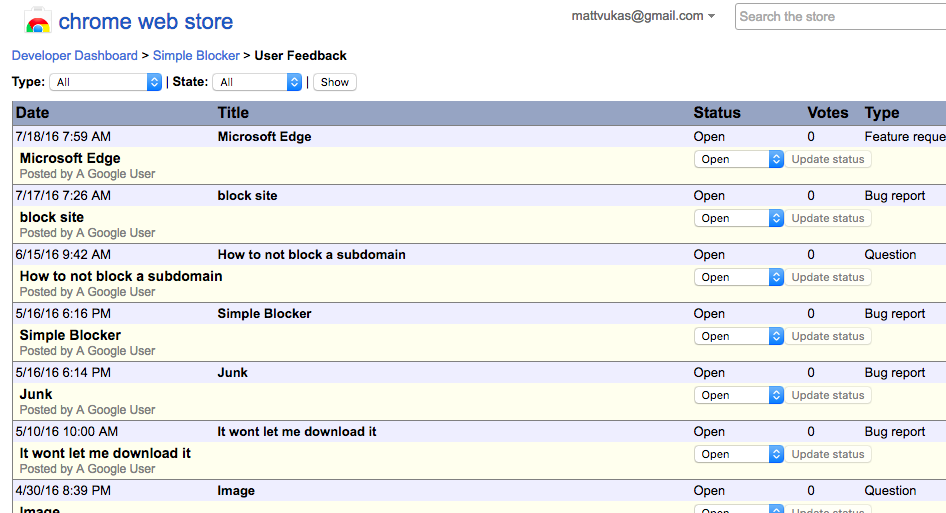 chrome web store
mattvukas@gmail.com
Search the store
Developer Dashboard > Simple Blocker > User Feedback
Type: All | State: All | Show
Date Title Status Votes Type
7/18/16 7:59 AM Microsoft Edge Open 0 Feature reque
Microsoft Edge Open Update status
Posted by A Google User
7/17/16 7:26 AM block site Open 0 Bug report
block site Open Update status
Posted by A Google User
6/15/16 9:42 AM How to not block a subdomain Open 0 Question
How to not block a subdomain Open Update status
Posted by A Google User
5/16/16 6:16 PM Simple Blocker Open 0 Bug report
Simple Blocker Open Update status
Posted by A Google User
5/16/16 6:14 PM Junk Open 0 Bug report
Junk Open Update status
Posted by A Google User
5/10/16 10:00 AM It wont let me download it Open 0 Bug report
It wont let me download it Open Update status
Posted by A Google User
4/30/16 8:39 PM Image Open 0 Question
Image Open Update status